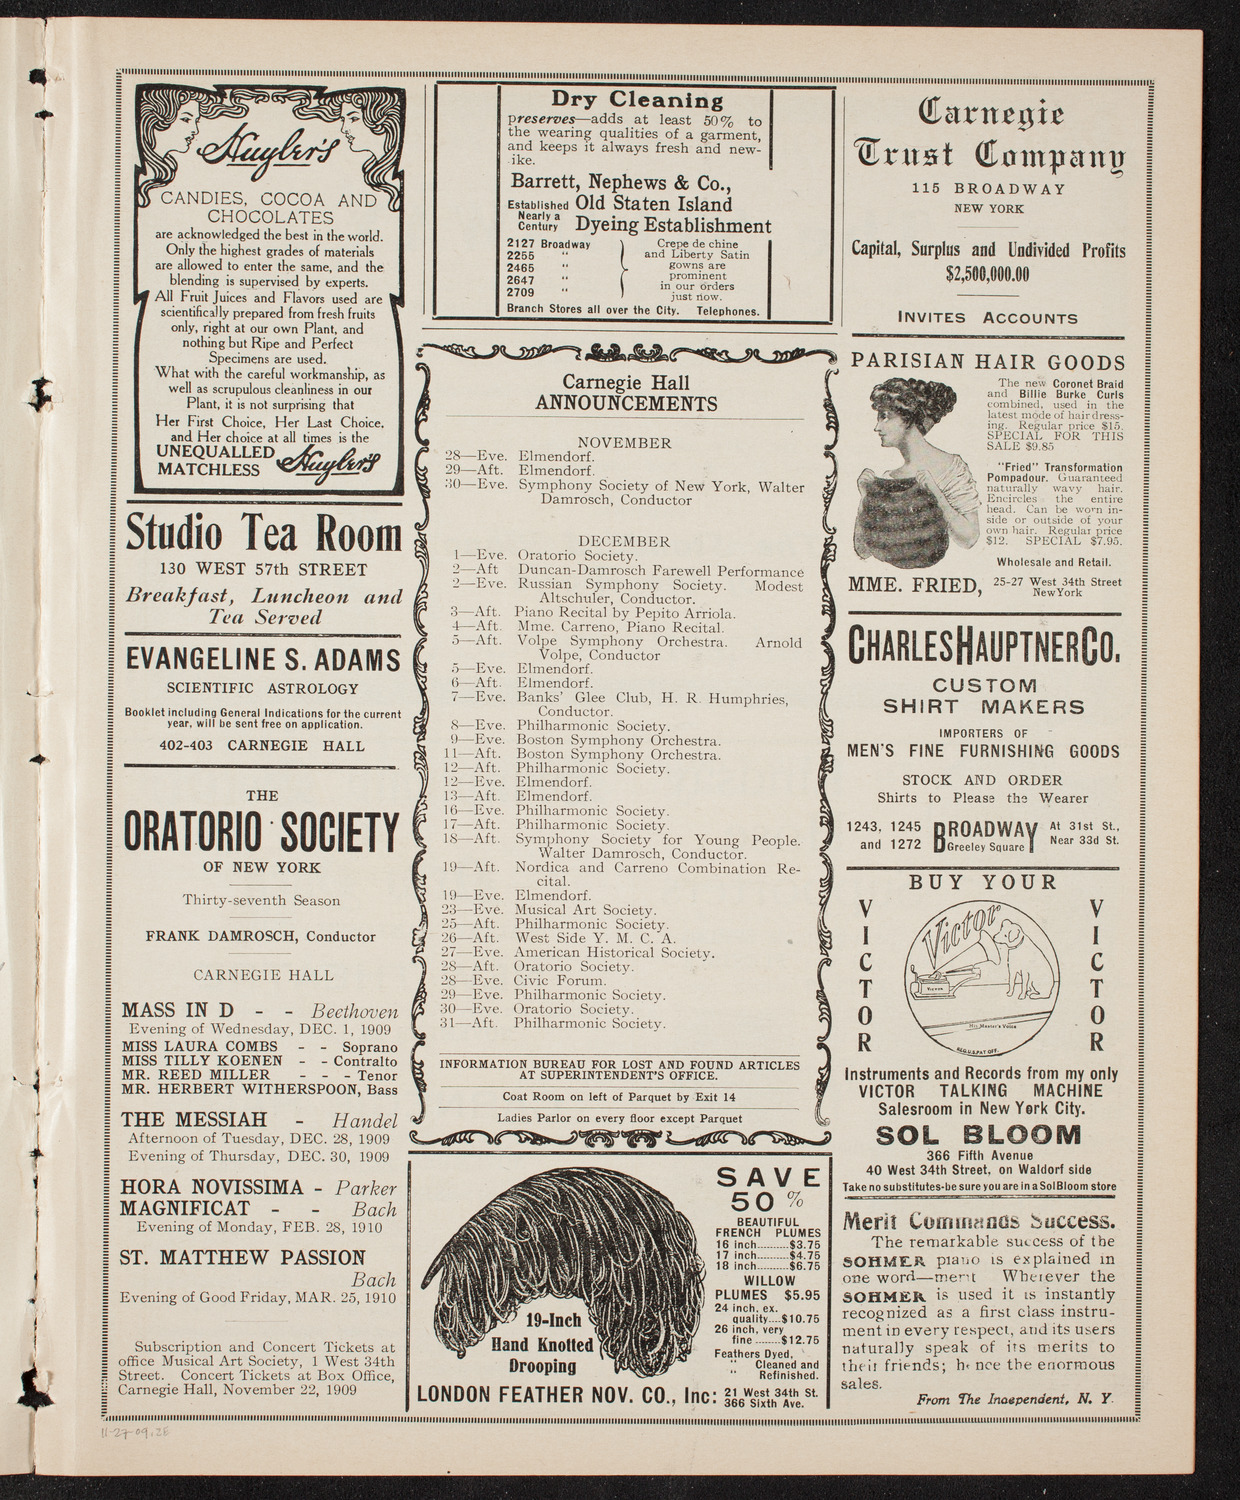 Huyler's
CANDIES, COCOA AND
CHOCOLATES
are acknowledged the best in the world.
Only the highest grades of materials
are allowed to enter the same, and the
blending is supervised by experts.
All Fruit Juices and Flavors used are
scientifically prepared from fresh fruits
only, right at our own Plant, and
nothing but Ripe and Perfect
Specimens are used.
What with the careful workmanship, as
well as scrupulous cleanliness in our
Plant, it is not surprising that
Her First Choice, Her Last Choice,
and Her choice at all times is the
UNEQUALLED
MATCHLESS Huyler's
Studio Tea Room
130 WEST 57th STREET
Breakfast, Luncheon and
Tea Served
EVANGELINE S. ADAMS
SCIENTIFIC ASTROLOGY
Booklet including General Indications for the current
year, will be sent free on application.
402-403 CARNEGIE HALL
THE
ORATORIO SOCIETY
OF NEW YORK
Thirty-seventh Season
FRANK DAMROSCH, Conductor
CARNEGIE HALL
MASS IN D - - Beethoven
Evening of Wednesday, DEC. 1, 1909
MISS LAURA COMBS - - Soprano
MISS TILLY KOENEN - - Contralto
MR. REED MILLER - - - Tenor
MR. HERBERT WITHERSPOON, Bass
THE MESSIAH - Handel
Afternoon of Tuesday, DEC. 28, 1909
Evening of Thursday, DEC. 30, 1909
HORA NOVISSIMA - Parker
MAGNIFICAT - - Bach
Evening of Monday, FEB. 28, 1910
ST. MATTHEW PASSION
Bach
Evening of Good Friday, MAR. 25, 1910
Subscription and Concert Tickets at
office Musical Art Society, 1 West 34th
Street. Concert Tickets at Box Office,
Carnegie Hall, November 22, 1909
Dry Cleaning
preserves—adds at least 50% to
the wearing qualities of a garment,
and keeps it always fresh and new-
ike.
Barrett, Nephews & Co.,
Established Nearly a Century
Old Staten Island
Dyeing Establishment
2127 Broadway
2255 "
2465 "
2647 "
2709 "
Crepe de chine
and Liberty Satin
gowns are
prominent
in our orders
just now.
Branch Stores all over the City. Telephones.
Carnegie Hall
ANNOUNCEMENTS
NOVEMBER
28—Eve. Elmendorf.
29—Aft. Elmendorf.
30—Eve. Symphony Society of New York, Walter
Damrosch, Conductor
DECEMBER
1—Eve. Oratorio Society.
2—Aft Duncan-Damrosch Farewell Performance
2—Eve. Russian Symphony Society. Modest
Altschuler, Conductor.
3—Aft. Piano Recital by Pepito Arriola.
4—Aft. Mme. Carreno, Piano Recital.
5—Aft. Volpe Symphony Orchestra. Arnold
Volpe, Conductor
5—Eve. Elmendorf.
6—Aft. Elmendorf.
7—Eve. Banks' Glee Club, H. R. Humphries,
Conductor.
8—Eve. Philharmonic Society.
9—Eve. Boston Symphony Orchestra.
11—Aft. Boston Symphony Orchestra.
12—Aft. Philharmonic Society.
12—Eve. Elmendorf.
13—Aft. Elmendorf.
16—Eve. Philharmonic Society.
17—Aft. Philharmonic Society.
18—Aft. Symphony Society for Young People.
Walter Damrosch, Conductor.
19—Aft. Nordica and Carreno Combination Re-
cital.
19—Eve. Elmendorf.
23—Eve. Musical Art Society.
25—Aft. Philharmonic Society.
26—Aft. West Side Y. M. C. A.
27—Eve. American Historical Society.
28—Aft. Oratorio Society.
28—Eve. Civic Forum.
29—Eve. Philharmonic Society.
30—Eve. Oratorio Society.
31—Aft. Philharmonic Society.
INFORMATION BUREAU FOR LOST AND FOUND ARTICLES
AT SUPERINTENDENT'S OFFICE.
Coat Room on left of Parquet by Exit 14
Ladies Parlor on every floor except Parquet
19-Inch
Hand Knotted
Drooping
SAVE
50 %
BEAUTIFUL
FRENCH PLUMES
16 inch..........$3.75
17 inch..........$4.75
18 inch..........$6.75
WILLOW
PLUMES $5.95
24 inch, ex.
quality....$10.75
26 inch, very
fine ........$12.75
Feathers Dyed,
" Cleaned and
" Refinished.
LONDON FEATHER NOV. CO., Inc: 21 West 34th St.
366 Sixth Ave.
Carnegie
Trust Company
115 BROADWAY
NEW YORK
Capital, Surplus and Undivided Profits
$2,500,000.00
INVITES ACCOUNTS
PARISIAN HAIR GOODS
The new Coronet Braid
and Billie Burke Curls
combined, used in the
latest mode of hairdress-
ing. Regular price $15.
SPECIAL FOR THIS
SALE $9.85
"Fried" Transformation
Pompadour. Guaranteed
naturally wavy hair.
Encircles the entire
head. Can be worn in-
side or outside of your
own hair. Regular price
$12. SPECIAL $7.95.
Wholesale and Retail.
MME. FRIED, 25-27 West 34th Street
New York
CHARLES HAUPTNER CO.
CUSTOM
SHIRT MAKERS
IMPORTERS OF
MEN'S FINE FURNISHING GOODS
STOCK AND ORDER
Shirts to Please the Wearer
1243, 1245
and 1272
BROADWAY
Greeley Square
At 31st St.,
Near 33d St.
BUY YOUR
VICTOR
Victor
Victor
His Master's Voice
REG.U.S.PAT.OFF.
VICTOR
Instruments and Records from my only
VICTOR TALKING MACHINE
Salesroom in New York City.
SOL BLOOM
366 Fifth Avenue
40 West 34th Street, on Waldorf side
Take no substitutes-be sure you are in a Sol Bloom store
Merit Commands Success.
The remarkable success of the
SOHMER piano is explained in
one word—merit Wherever the
SOHMER is used it is instantly
recognized as a first class instru-
ment in every respect, and its users
naturally speak of its merits to
their friends; hence the enormous
sales.
From The Independent, N. Y.
11-27-09.2E